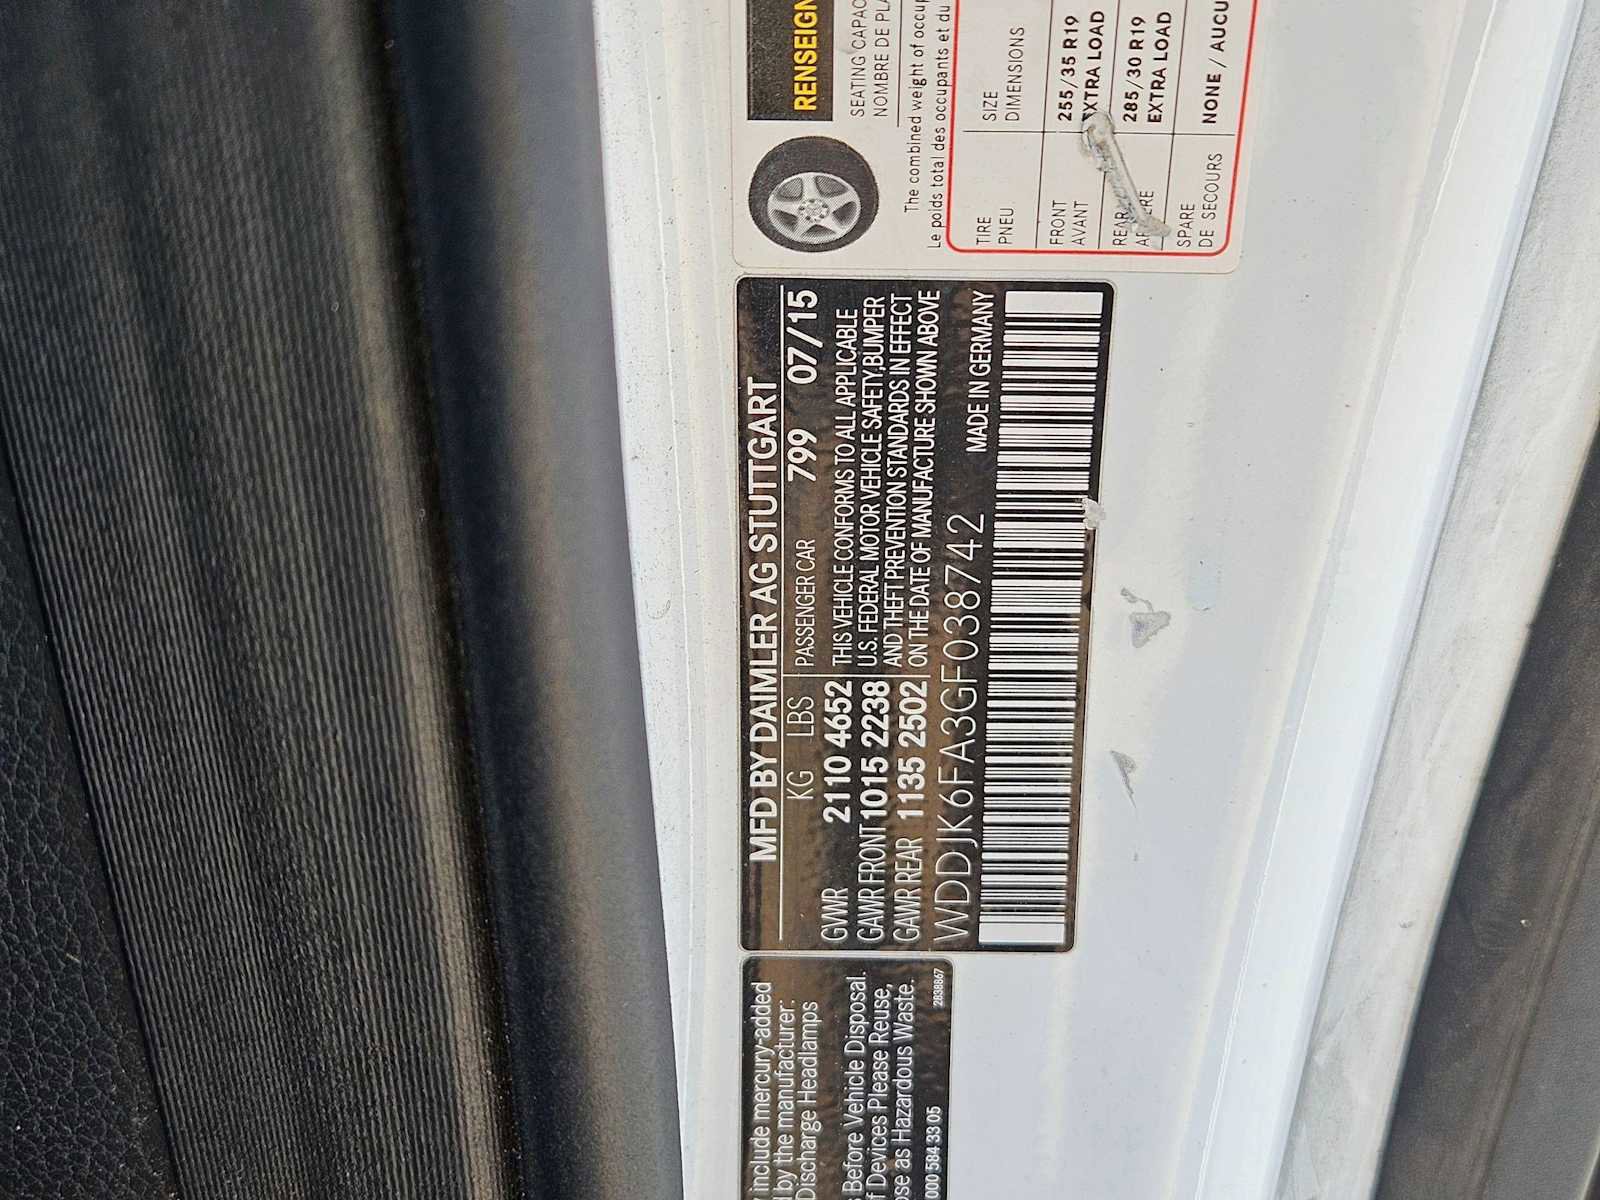 RENSEIGN
SEATING CAPAC
NOMBRE DE PLA
The combined weight of occup
Le poids total des occupants et du
TIRE
PNEU
SIZE
DIMENSIONS
FRONT
AVANT
255/35 R19
EXTRA LOAD
REAR
285/30 R19
EXTRA LOAD
SPARE
DE SECOURS
NONE / AUCU
MFD BY DAIMLER AG STUTTGART
KG LBS PASSENGER CAR 799 07/15
GVWR 2110 4652 THIS VEHICLE CONFORMS TO ALL APPLICABLE
GAWR FRONT 1015 2238 U.S. FEDERAL MOTOR VEHICLE SAFETY,BUMPER
GAWR REAR 1135 2502 AND THEFT PREVENTION STANDARDS IN EFFECT
ON THE DATE OF MANUFACTURE SHOWN ABOVE
WDDJK6FA3GF038742 MADE IN GERMANY
include mercury-added
d by the manufacturer:
Discharge Headlamps
s Before Vehicle Disposal.
f Devices Please Reuse,
ose as Hazardous Waste.
000 584 33 05 2838867